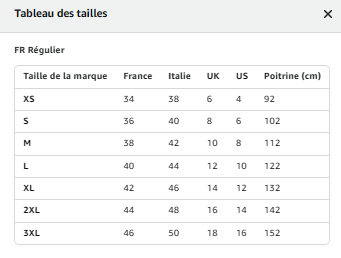 Tableau des tailles
FR Régulier
Taille de la marque France Italie UK US Poitrine (cm)
XS 34 38 6 4 92
S 36 40 8 6 102
M 38 42 10 8 112
L 40 44 12 10 122
XL 42 46 14 12 132
2XL 44 48 16 14 142
3XL 46 50 18 16 152